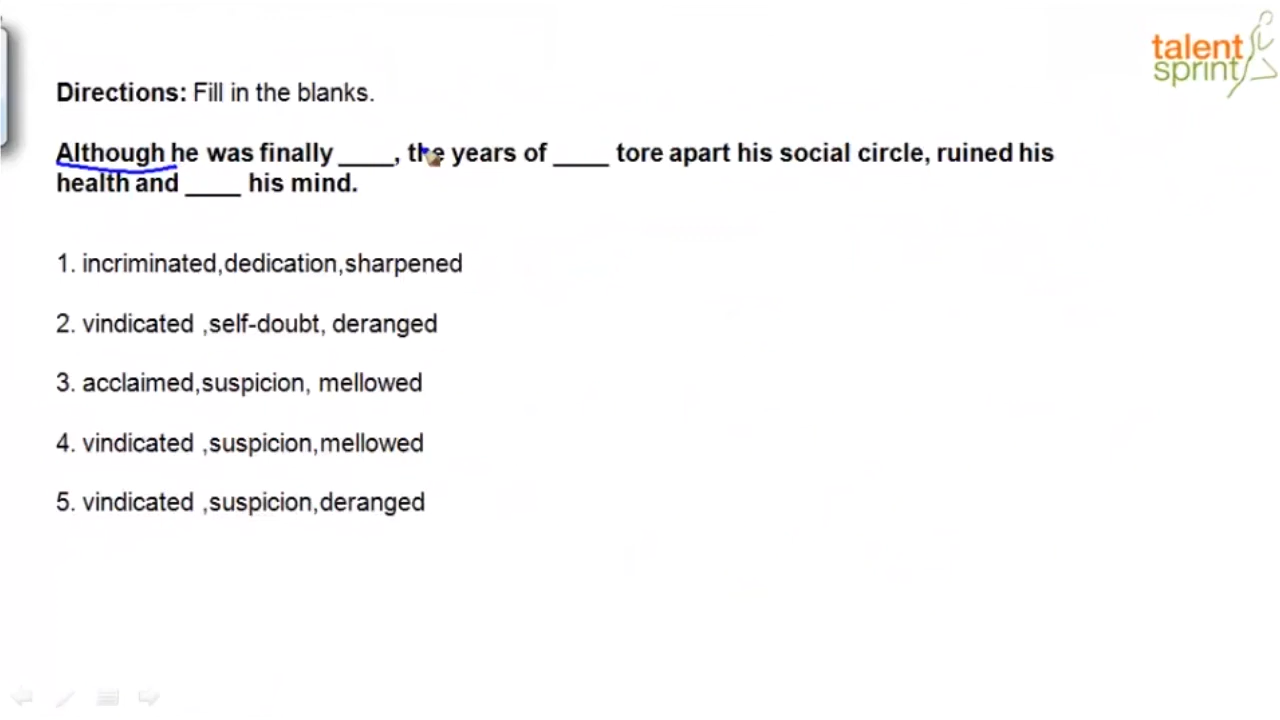 talent
sprint
Directions: Fill in the blanks.
Although he was finally ____, the years of ____ tore apart his social circle, ruined his
health and ____ his mind.
1. incriminated,dedication,sharpened
2. vindicated ,self-doubt, deranged
3. acclaimed,suspicion, mellowed
4. vindicated ,suspicion,mellowed
5. vindicated ,suspicion,deranged